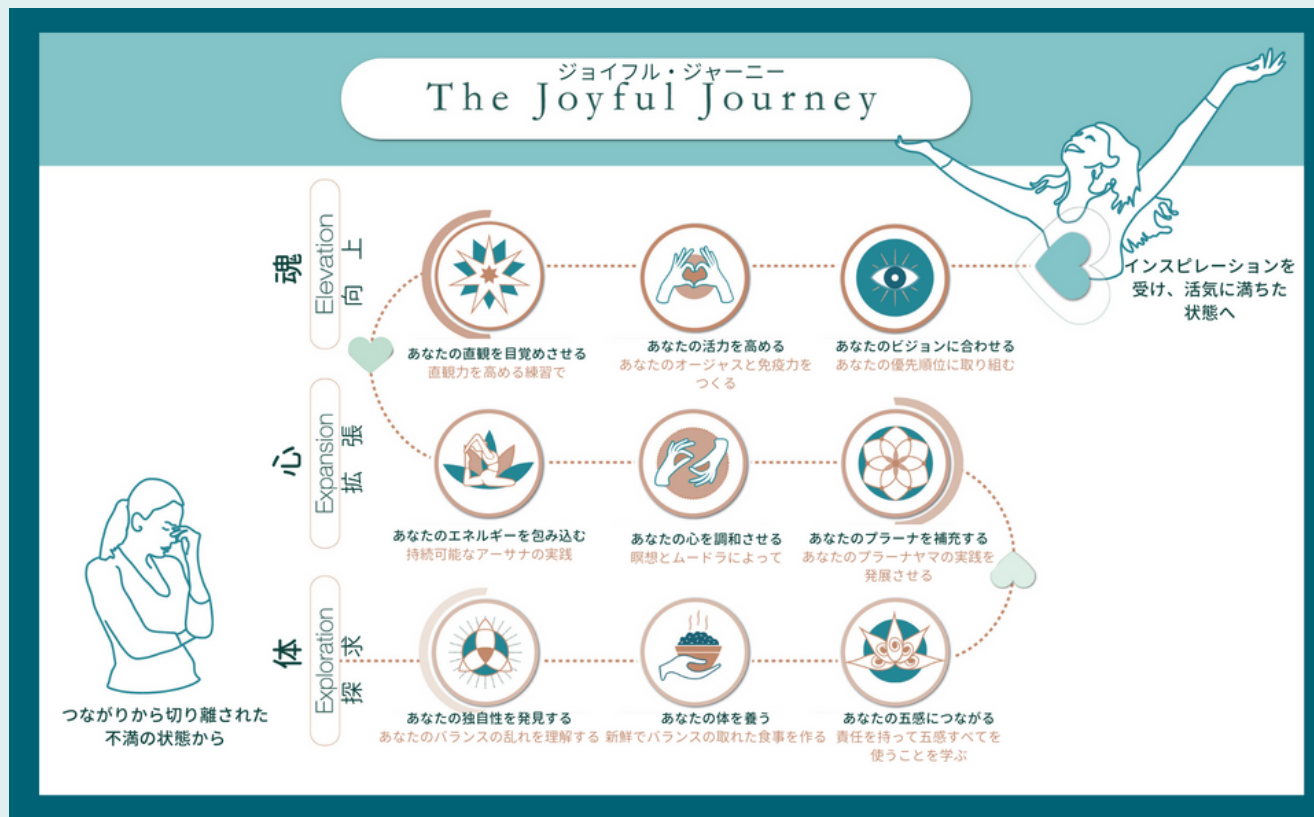 ジョイフル・ジャーニー
The Joyful Journey
魂
Elevation
向上
あなたの直観を目覚めさせる
直観力を高める練習で
あなたの活力を高める
あなたのオージャスと免疫力を
つくる
あなたのビジョンに合わせる
あなたの優先順位に取り組む
インスピレーションを
受け、活気に満ちた
状態へ
心
Expansion
拡張
あなたのエネルギーを包み込む
持続可能なアーサナの実践
あなたの心を調和させる
瞑想とムードラによって
あなたのプラーナを補充する
あなたのプラーナヤマの実践を
発展させる
体
Exploration
探求
あなたの独自性を発見する
あなたのバランスの乱れを理解する
あなたの体を養う
新鮮でバランスの取れた食事を作る
あなたの五感につながる
責任を持って五感すべてを
使うことを学ぶ
つながりから切り離された
不満の状態から